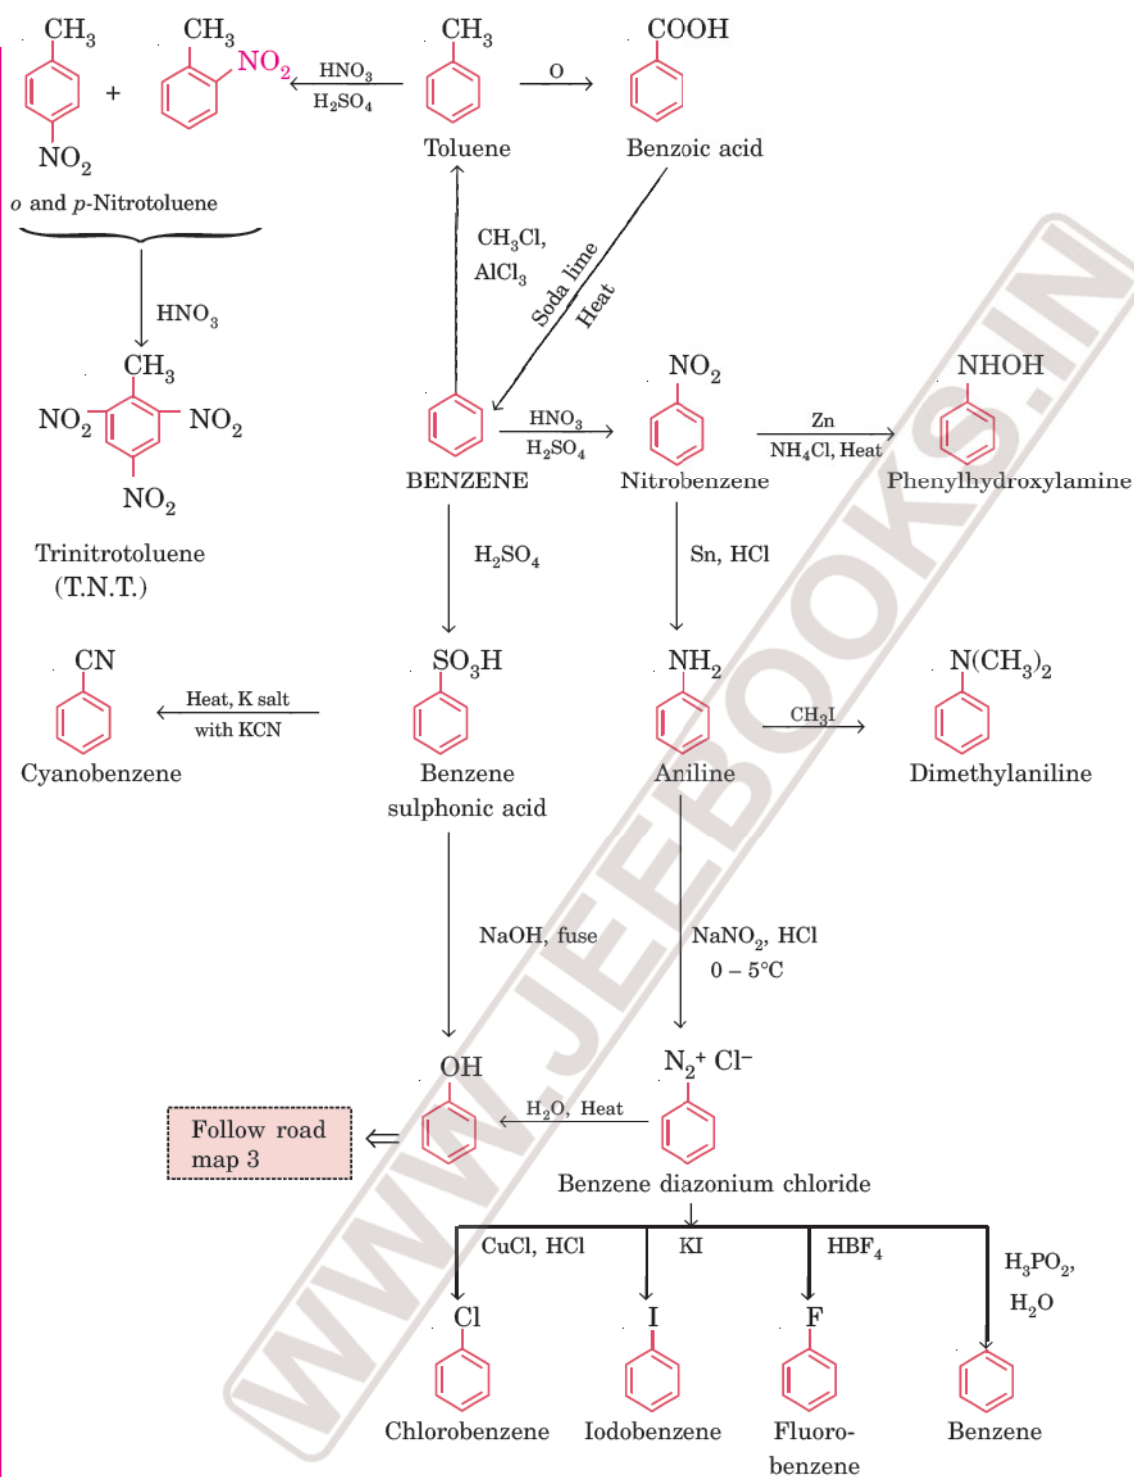 CH₃ CH₃ CH₃ COOH
NO₂ HNO₃ O
+ H₂SO₄
NO₂ Toluene Benzoic acid
o and p-Nitrotoluene
CH₃Cl,
AlCl₃
Soda lime
Heat
HNO₃
CH₃ NO₂ NHOH
NO₂ NO₂ HNO₃ Zn
H₂SO₄ NH₄Cl, Heat
BENZENE Nitrobenzene Phenylhydroxylamine
NO₂
Trinitrotoluene H₂SO₄ Sn, HCl
(T.N.T.)
CN SO₃H NH₂ N(CH₃)₂
Heat, K salt CH₃I
with KCN
Cyanobenzene Benzene Aniline Dimethylaniline
sulphonic acid
NaOH, fuse NaNO₂, HCl
0 – 5°C
OH N₂⁺ Cl⁻
H₂O, Heat
Follow road
map 3
Benzene diazonium chloride
CuCl, HCl KI HBF₄ H₃PO₂,
H₂O
Cl I F
Chlorobenzene Iodobenzene Fluoro- Benzene
benzene
WWW.JEEBOOKS.IN